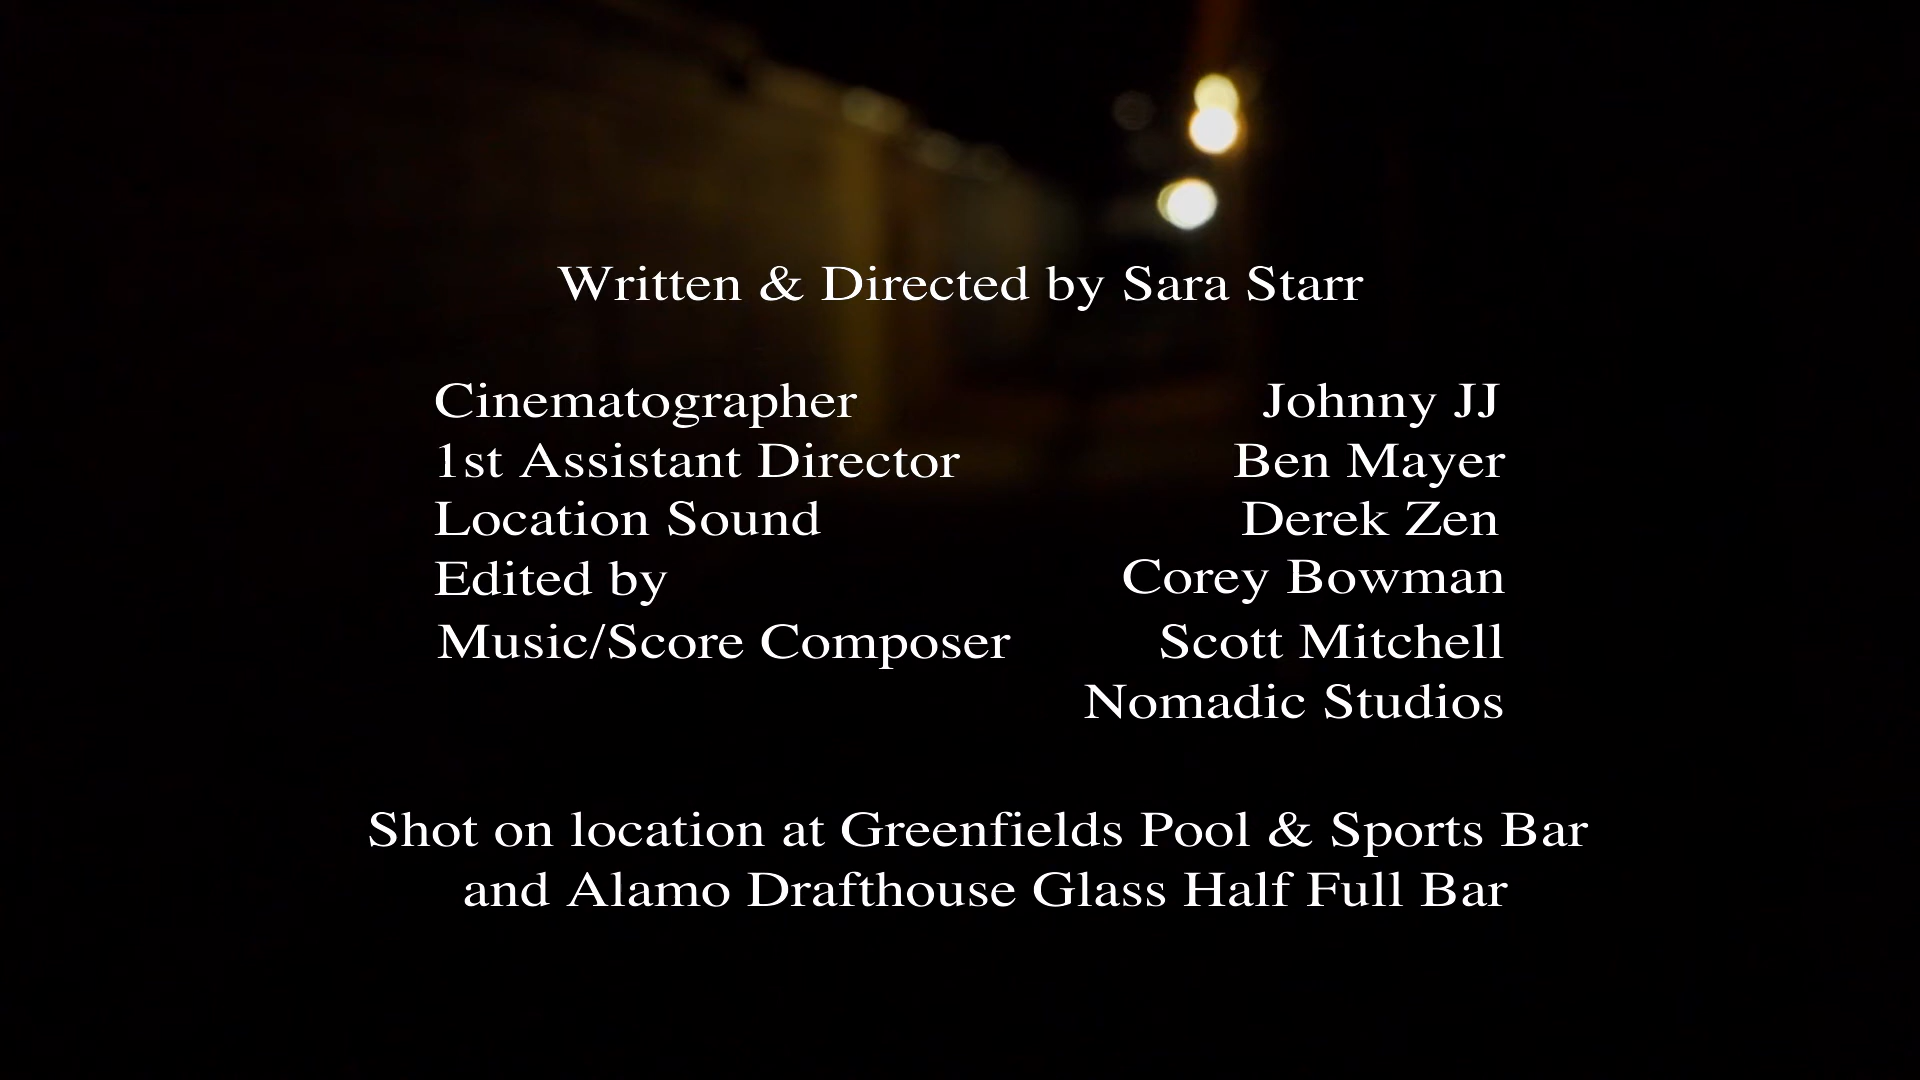 Written & Directed by Sara Starr
Cinematographer Johnny JJ
1st Assistant Director Ben Mayer
Location Sound Derek Zen
Edited by Corey Bowman
Music/Score Composer Scott Mitchell
Nomadic Studios
Shot on location at Greenfields Pool & Sports Bar
and Alamo Drafthouse Glass Half Full Bar